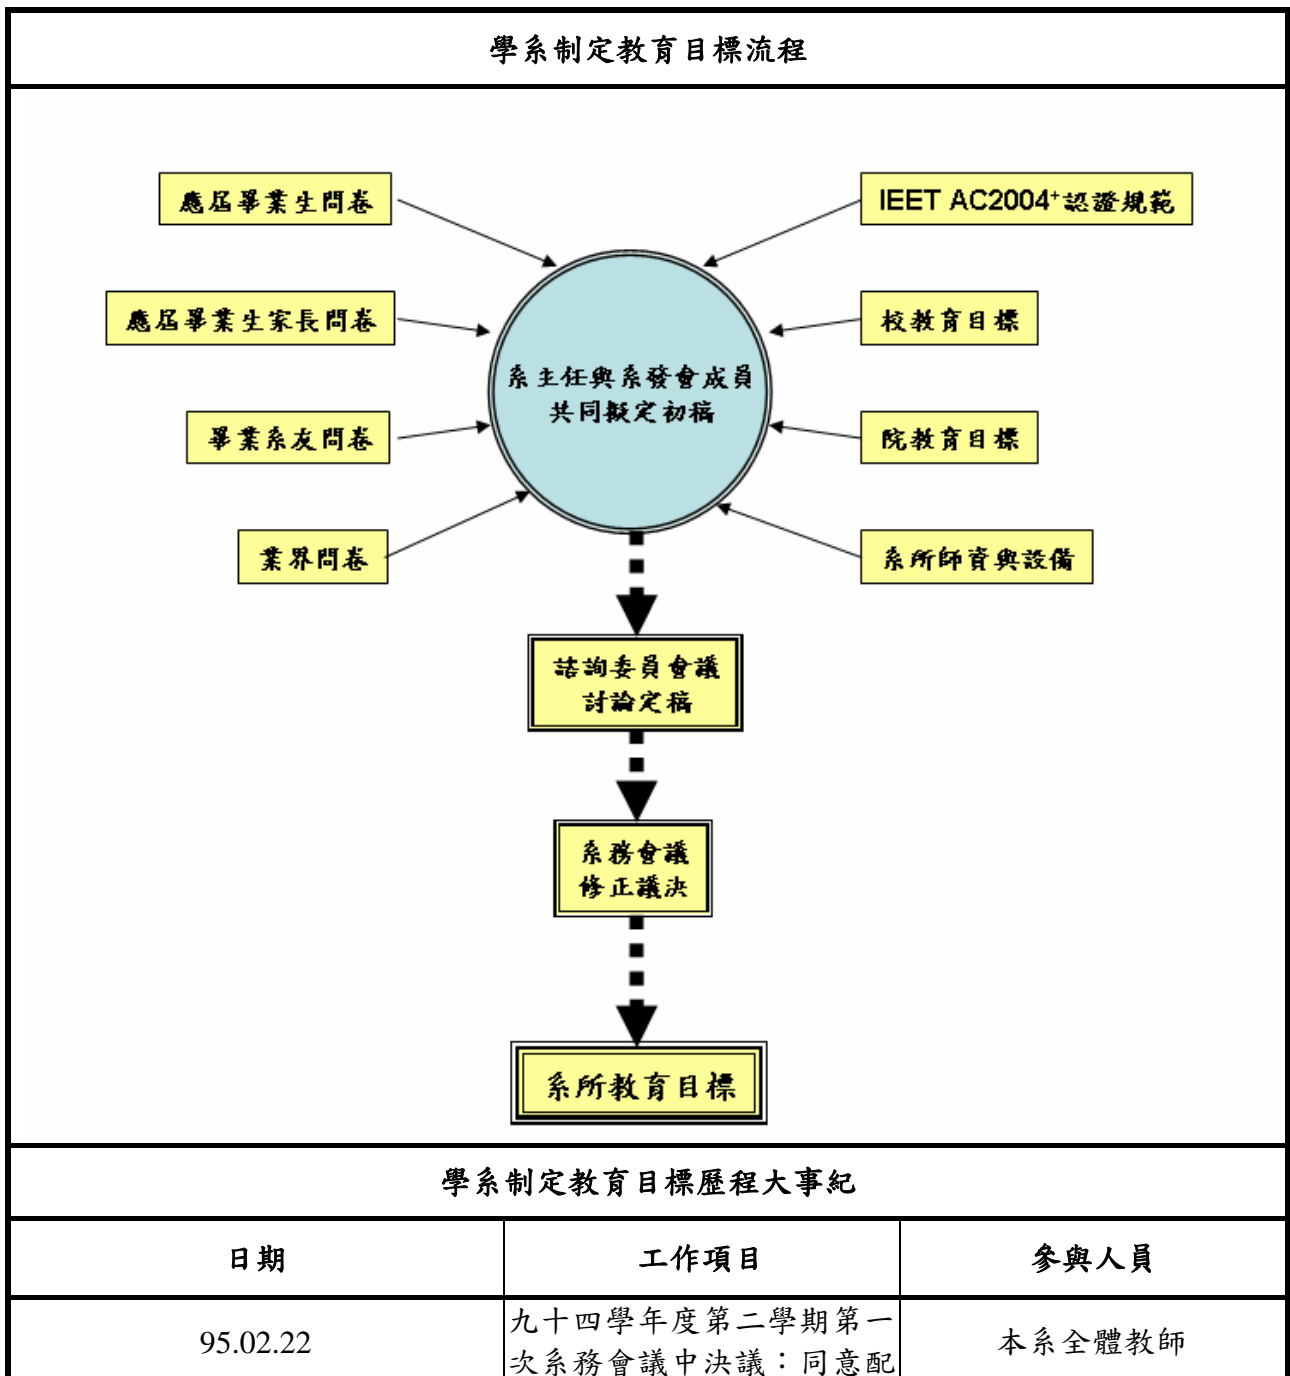 學系制定教育目標流程
應屆畢業生問卷
IEET AC2004+認證規範
應屆畢業生家長問卷
校教育目標
系主任與系發會成員
共同擬定初稿
畢業系友問卷
院教育目標
業界問卷
系所師資與設備
諮詢委員會議
討論定稿
系務會議
修正議決
系所教育目標
學系制定教育目標歷程大事紀
日期
工作項目
參與人員
95.02.22
九十四學年度第二學期第一
次系務會議中決議：同意配
本系全體教師